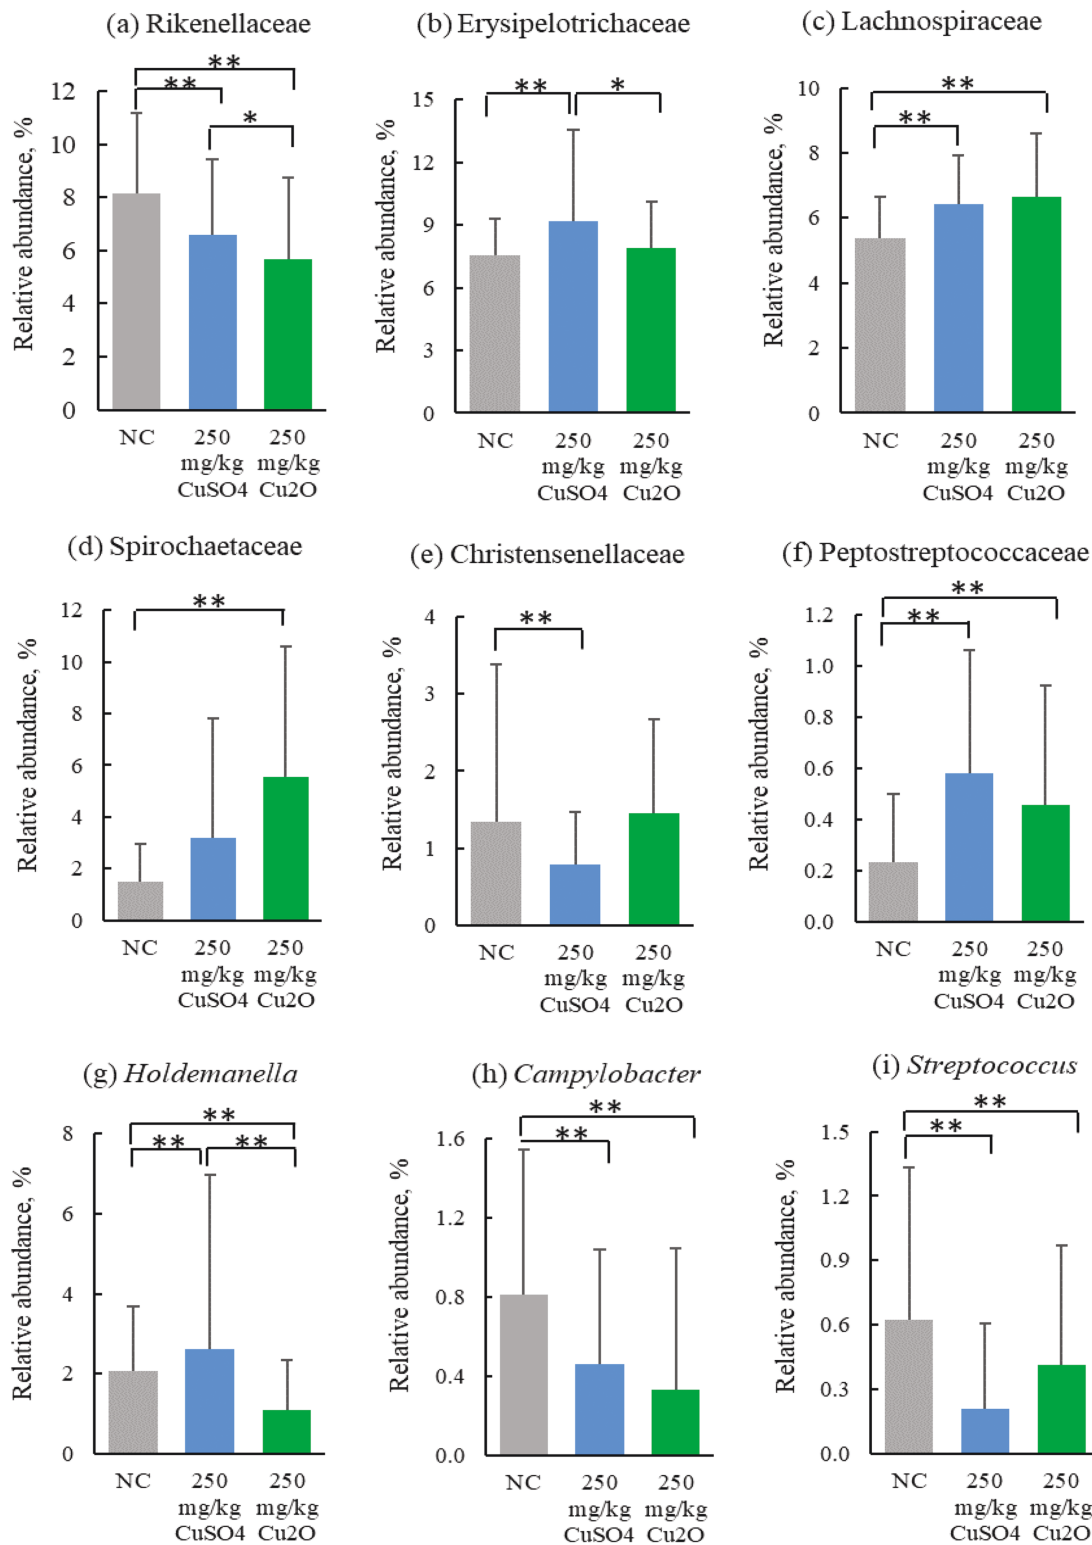 (a) Rikenellaceae
Relative abundance, %
12
10
8
6
4
2
0
** 
**
*
NC
250 mg/kg CuSO4
250 mg/kg Cu2O
(b) Erysipelotrichaceae
Relative abundance, %
15
12
9
6
3
0
**
*
NC
250 mg/kg CuSO4
250 mg/kg Cu2O
(c) Lachnospiraceae
Relative abundance, %
10
8
6
4
2
0
**
**
NC
250 mg/kg CuSO4
250 mg/kg Cu2O
(d) Spirochaetaceae
Relative abundance, %
12
10
8
6
4
2
0
**
NC
250 mg/kg CuSO4
250 mg/kg Cu2O
(e) Christensenellaceae
Relative abundance, %
4
3
2
1
0
**
NC
250 mg/kg CuSO4
250 mg/kg Cu2O
(f) Peptostreptococcaceae
Relative abundance, %
1.2
1.0
0.8
0.6
0.4
0.2
0.0
**
**
NC
250 mg/kg CuSO4
250 mg/kg Cu2O
(g) Holdemanella
Relative abundance, %
8
6
4
2
0
**
**
**
NC
250 mg/kg CuSO4
250 mg/kg Cu2O
(h) Campylobacter
Relative abundance, %
1.6
1.2
0.8
0.4
0.0
**
**
NC
250 mg/kg CuSO4
250 mg/kg Cu2O
(i) Streptococcus
Relative abundance, %
1.5
1.2
0.9
0.6
0.3
0.0
**
**
NC
250 mg/kg CuSO4
250 mg/kg Cu2O